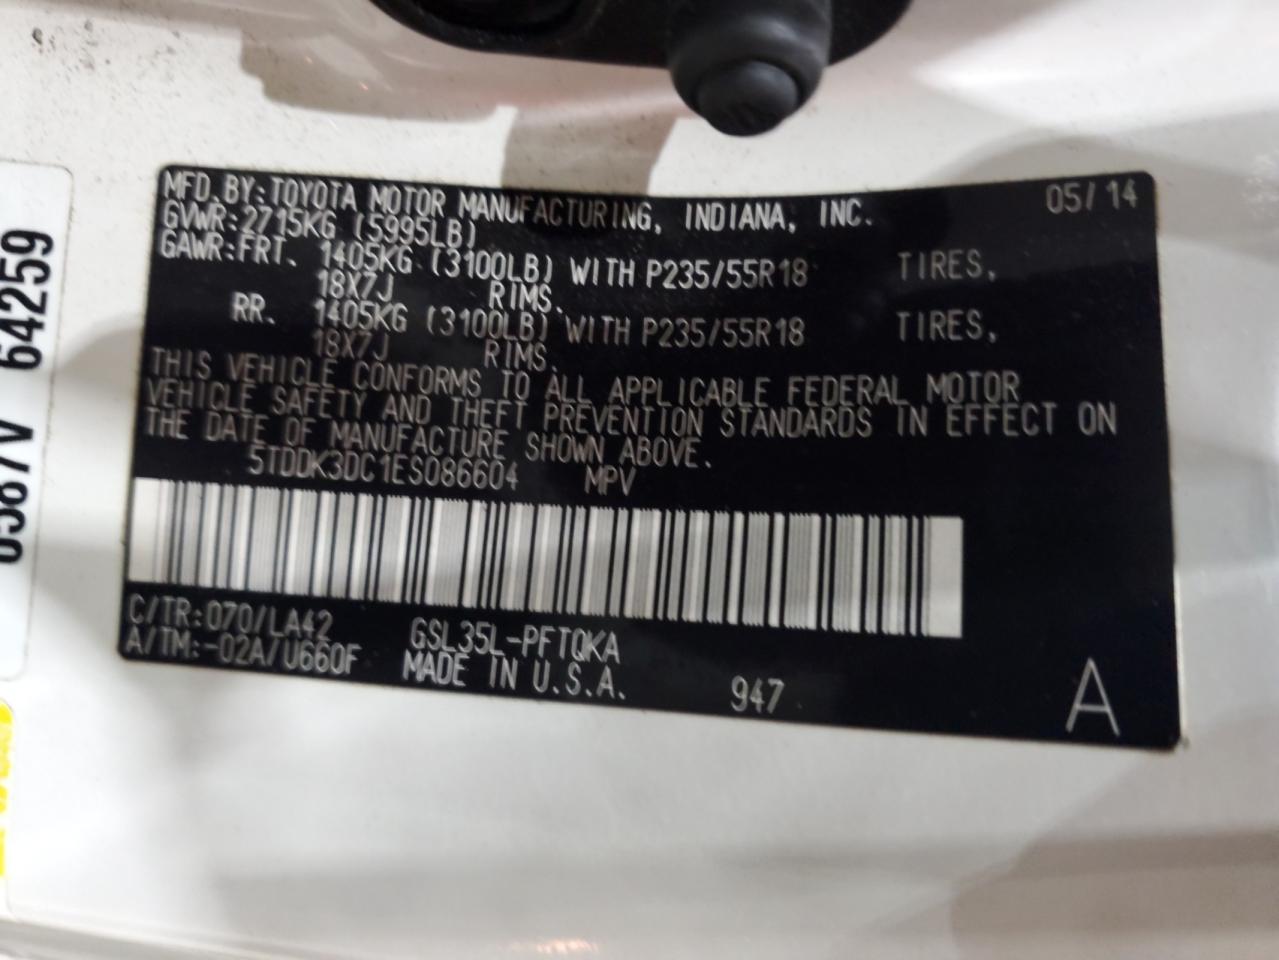 MFD. BY: TOYOTA MOTOR MANUFACTURING, INDIANA, INC. 05/14
GVWR: 2715KG (5995LB)
GAWR: FRT. 1405KG (3100LB) WITH P235/55R18 TIRES,
18X7J RIMS.
RR. 1405KG (3100LB) WITH P235/55R18 TIRES,
18X7J RIMS.
THIS VEHICLE CONFORMS TO ALL APPLICABLE FEDERAL MOTOR
VEHICLE SAFETY AND THEFT PREVENTION STANDARDS IN EFFECT ON
THE DATE OF MANUFACTURE SHOWN ABOVE.
5TDDK3DC1ES086604 MPV
C/TR: 070/LA42 GSL35L-PFTQKA
A/TM: -02A/U660F MADE IN U.S.A. 947 A
64259